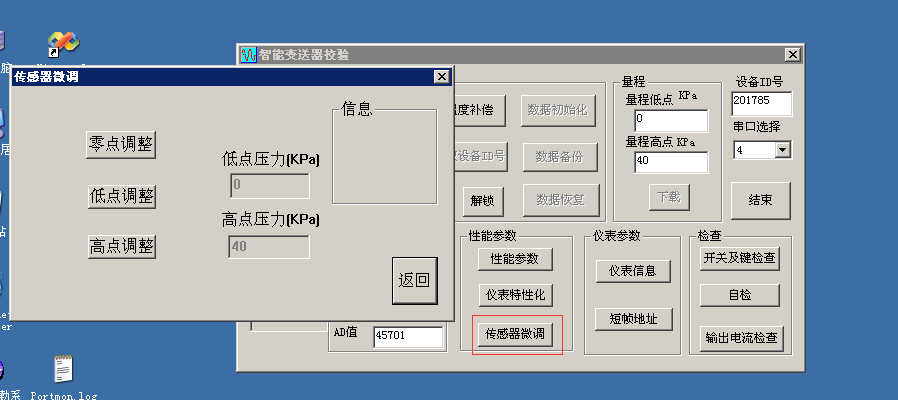 智能变送器校验
传感器微调
零点调整
低点调整
高点调整
低点压力(KPa)
0
高点压力(KPa)
40
信息
返回
度补偿
数据初始化
设备ID号
数据备份
解锁
数据恢复
量程
量程低点 KPa
0
量程高点 KPa
40
下载
设备ID号
201785
串口选择
4
结束
性能参数
性能参数
仪表特性化
传感器微调
仪表参数
仪表信息
短帧地址
检查
开关及键检查
自检
输出电流检查
AD值
45701
脑
居
站
er
勒系
Portmon.log